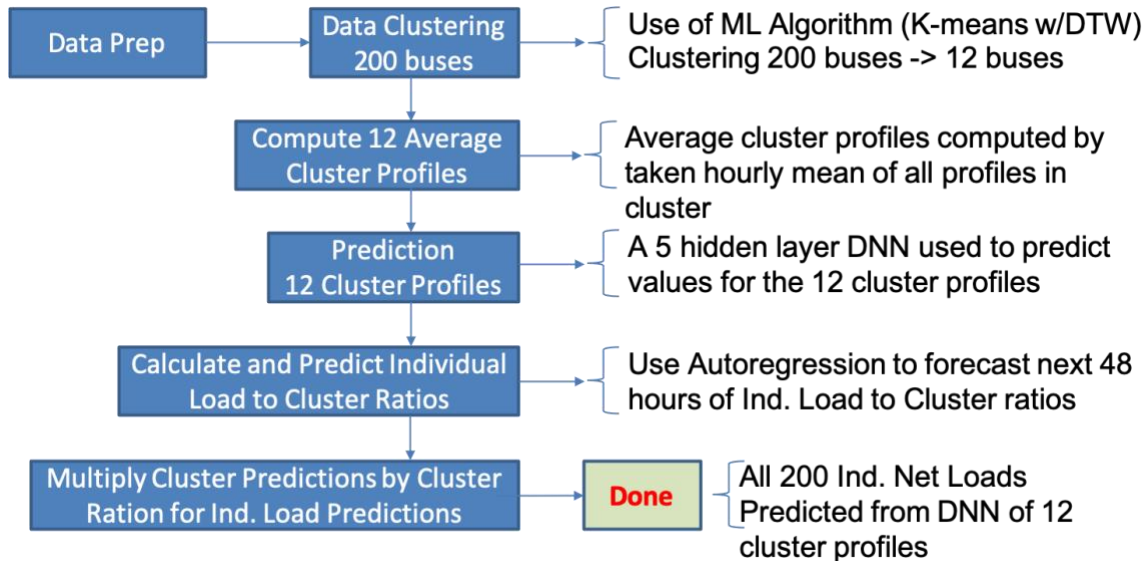 Data Prep
Data Clustering
200 buses
Use of ML Algorithm (K-means w/DTW)
Clustering 200 buses -> 12 buses
Compute 12 Average
Cluster Profiles
Average cluster profiles computed by
taken hourly mean of all profiles in
cluster
Prediction
12 Cluster Profiles
A 5 hidden layer DNN used to predict
values for the 12 cluster profiles
Calculate and Predict Individual
Load to Cluster Ratios
Use Autoregression to forecast next 48
hours of Ind. Load to Cluster ratios
Multiply Cluster Predictions by Cluster
Ration for Ind. Load Predictions
Done
All 200 Ind. Net Loads
Predicted from DNN of 12
cluster profiles